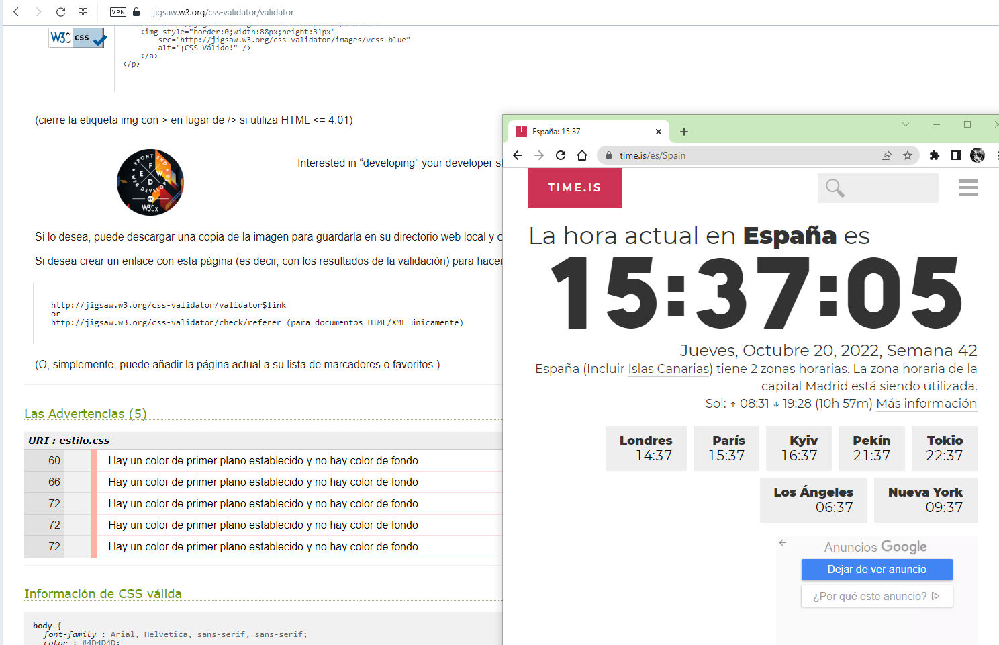 VPN
jigsaw.w3.org/css-validator/validator
W3C css
<img style="border:0;width:88px;height:31px"
src="http://jigsaw.w3.org/css-validator/images/vcss-blue"
alt="¡CSS Válido!" />
</a>
</p>
(cierre la etiqueta img con > en lugar de /> si utiliza HTML <= 4.01)
FRONT END
F
E W
D
WEB DEVELOPER
BY
W3Cx
Interested in “developing” your developer sk
Si lo desea, puede descargar una copia de la imagen para guardarla en su directorio web local y c
Si desea crear un enlace con esta página (es decir, con los resultados de la validación) para hacer
http://jigsaw.w3.org/css-validator/validator$link
or
http://jigsaw.w3.org/css-validator/check/referer (para documentos HTML/XML únicamente)
(O, simplemente, puede añadir la página actual a su lista de marcadores o favoritos.)
Las Advertencias (5)
URI : estilo.css
60 Hay un color de primer plano establecido y no hay color de fondo
66 Hay un color de primer plano establecido y no hay color de fondo
72 Hay un color de primer plano establecido y no hay color de fondo
72 Hay un color de primer plano establecido y no hay color de fondo
72 Hay un color de primer plano establecido y no hay color de fondo
Información de CSS válida
body {
font-family : Arial, Helvetica, sans-serif, sans-serif;
color : #4D4D4D;
España: 15:37
time.is/es/Spain
TIME.IS
La hora actual en España es
15:37:05
Jueves, Octubre 20, 2022, Semana 42
España (Incluir Islas Canarias) tiene 2 zonas horarias. La zona horaria de la
capital Madrid está siendo utilizada.
Sol: ↑ 08:31 ↓ 19:28 (10h 57m) Más información
Londres París Kyiv Pekín Tokio
14:37 15:37 16:37 21:37 22:37
Los Ángeles Nueva York
06:37 09:37
Anuncios Google
Dejar de ver anuncio
¿Por qué este anuncio?